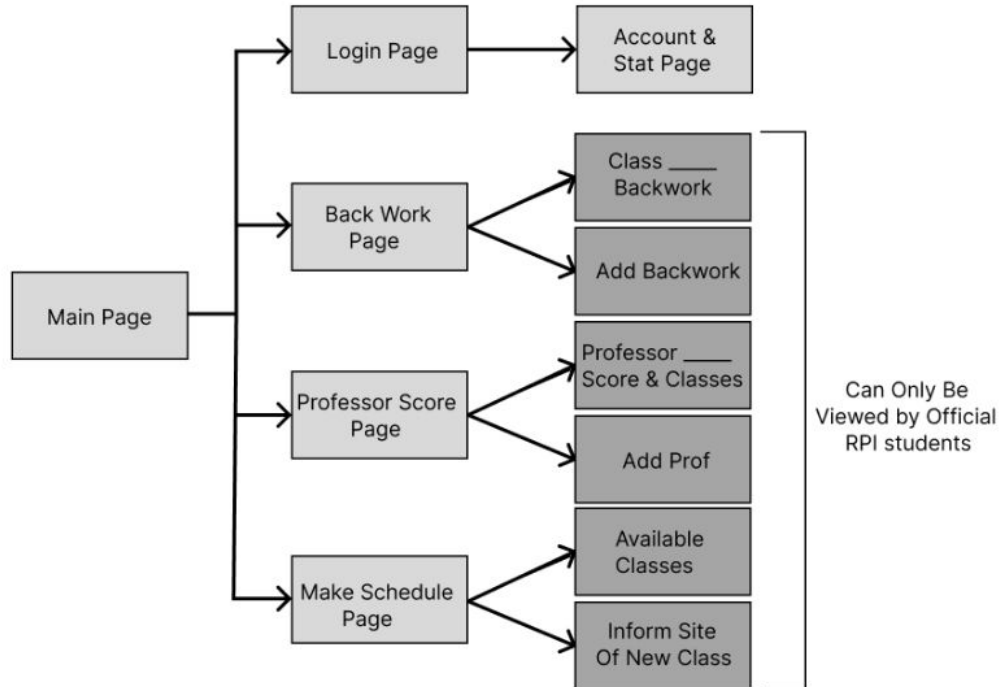 Login Page
Account &
Stat Page
Class ____
Backwork
Back Work
Page
Add Backwork
Main Page
Professor ____
Score & Classes
Professor Score
Page
Add Prof
Can Only Be
Viewed by Official
RPI students
Available
Classes
Make Schedule
Page
Inform Site
Of New Class